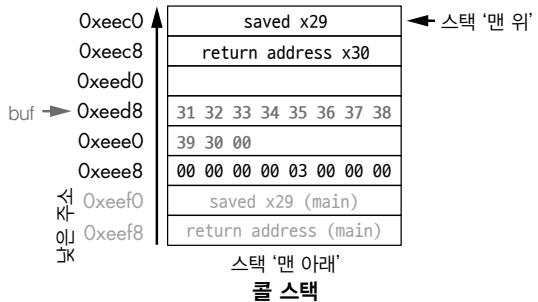 0xeec0 saved x29 스택 ‘맨 위’
0xeec8 return address x30
0xeed0
buf 0xeed8 31 32 33 34 35 36 37 38
0xeee0 39 30 00
0xeee8 00 00 00 00 03 00 00 00
0xeef0 saved x29 (main)
0xeef8 return address (main)
낮은 주소
스택 ‘맨 아래’
콜 스택